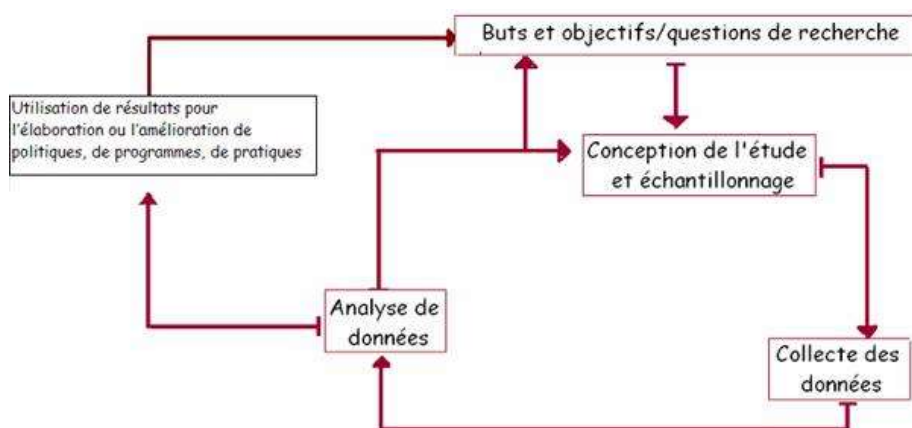 Buts et objectifs/questions de recherche
Utilisation de résultats pour
l'élaboration ou l'amélioration de
politiques, de programmes, de pratiques
Conception de l'étude
et échantillonnage
Analyse de
données
Collecte des
données